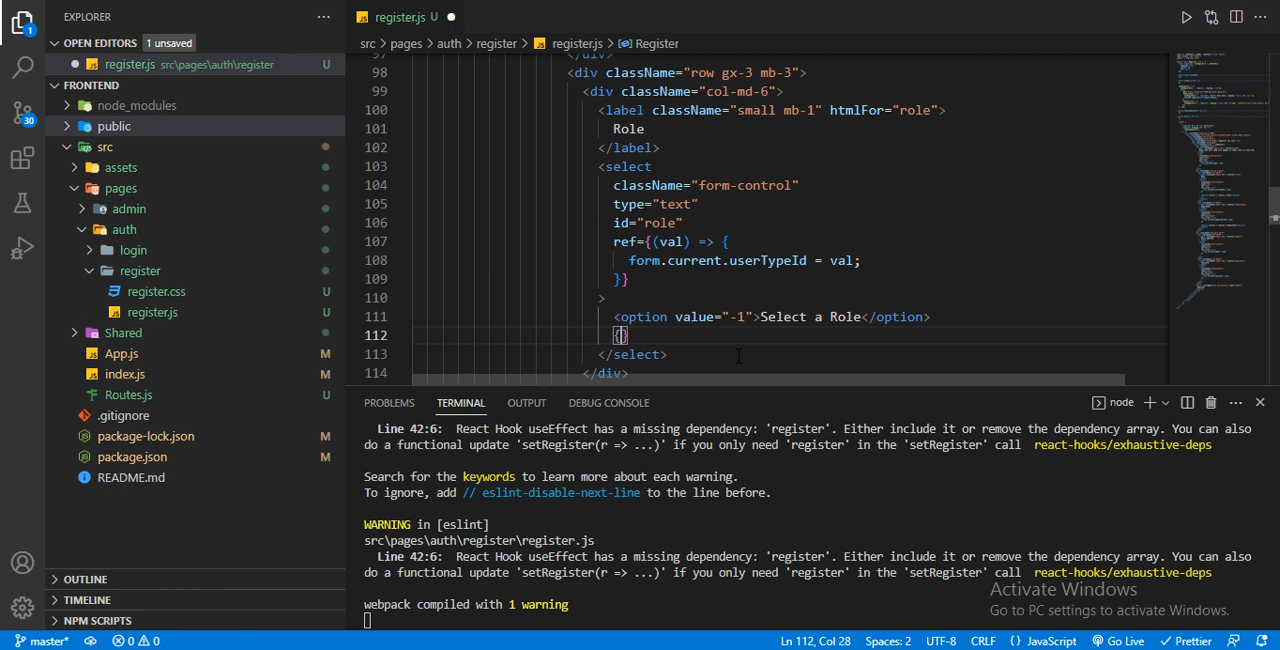 EXPLORER
OPEN EDITORS 1 unsaved
register.js src\pages\auth\register U
FRONTEND
node_modules
public
src
assets
pages
admin
auth
login
register
register.css U
register.js U
Shared
App.js M
index.js M
Routes.js U
.gitignore
package-lock.json M
package.json M
README.md
OUTLINE
TIMELINE
NPM SCRIPTS
1
30
register.js U
src > pages > auth > register > register.js > Register
97 </div>
98 <div className="row gx-3 mb-3">
99 <div className="col-md-6">
100 <label className="small mb-1" htmlFor="role">
101 Role
102 </label>
103 <select
104 className="form-control"
105 type="text"
106 id="role"
107 ref={(val) => {
108 form.current.userTypeId = val;
109 }}
110 >
111 <option value="-1">Select a Role</option>
112 {}
113 </select>
114 </div>
PROBLEMS TERMINAL OUTPUT DEBUG CONSOLE node
Line 42:6: React Hook useEffect has a missing dependency: 'register'. Either include it or remove the dependency array. You can also
do a functional update 'setRegister(r => ...)' if you only need 'register' in the 'setRegister' call react-hooks/exhaustive-deps
Search for the keywords to learn more about each warning.
To ignore, add // eslint-disable-next-line to the line before.
WARNING in [eslint]
src\pages\auth\register\register.js
Line 42:6: React Hook useEffect has a missing dependency: 'register'. Either include it or remove the dependency array. You can also
do a functional update 'setRegister(r => ...)' if you only need 'register' in the 'setRegister' call react-hooks/exhaustive-deps
webpack compiled with 1 warning
Activate Windows
Go to PC settings to activate Windows.
master* 0 0 Ln 112, Col 28 Spaces: 2 UTF-8 CRLF {} JavaScript Go Live Prettier